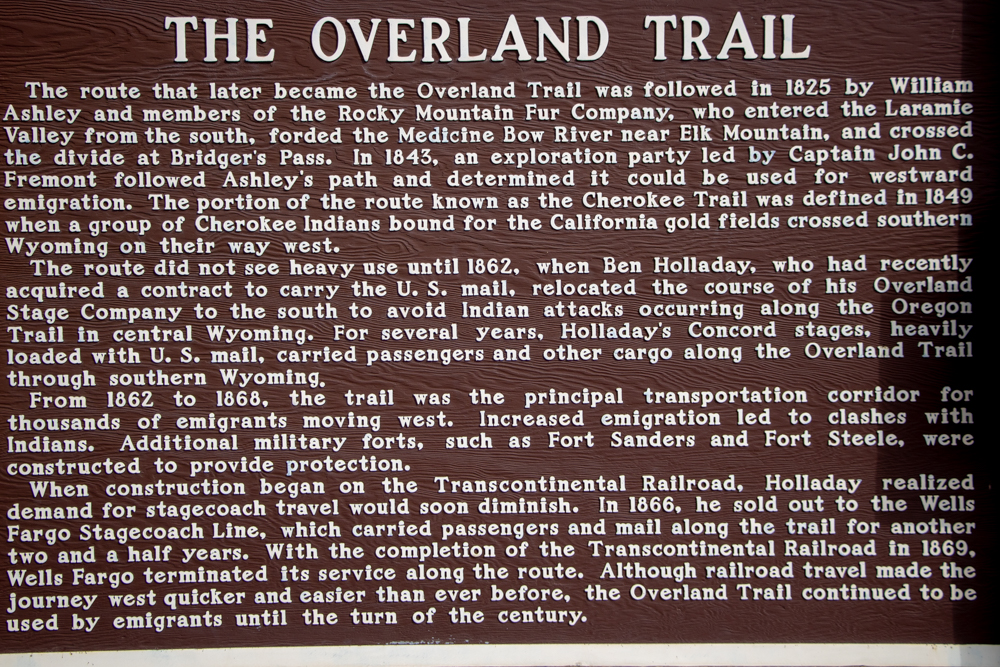 THE OVERLAND TRAIL
The route that later became the Overland Trail was followed in 1825 by William
Ashley and members of the Rocky Mountain Fur Company, who entered the Laramie
Valley from the south, forded the Medicine Bow River near Elk Mountain, and crossed
the divide at Bridger's Pass. In 1843, an exploration party led by Captain John C.
Fremont followed Ashley's path and determined it could be used for westward
emigration. The portion of the route known as the Cherokee Trail was defined in 1849
when a group of Cherokee Indians bound for the California gold fields crossed southern
Wyoming on their way west.
The route did not see heavy use until 1862, when Ben Holladay, who had recently
acquired a contract to carry the U. S. mail, relocated the course of his Overland
Stage Company to the south to avoid Indian attacks occurring along the Oregon
Trail in central Wyoming. For several years, Holladay's Concord stages, heavily
loaded with U. S. mail, carried passengers and other cargo along the Overland Trail
through southern Wyoming.
From 1862 to 1868, the trail was the principal transportation corridor for
thousands of emigrants moving west. Increased emigration led to clashes with
Indians. Additional military forts, such as Fort Sanders and Fort Steele, were
constructed to provide protection.
When construction began on the Transcontinental Railroad, Holladay realized
demand for stagecoach travel would soon diminish. In 1866, he sold out to the Wells
Fargo Stagecoach Line, which carried passengers and mail along the trail for another
two and a half years. With the completion of the Transcontinental Railroad in 1869,
Wells Fargo terminated its service along the route. Although railroad travel made the
journey west quicker and easier than ever before, the Overland Trail continued to be
used by emigrants until the turn of the century.